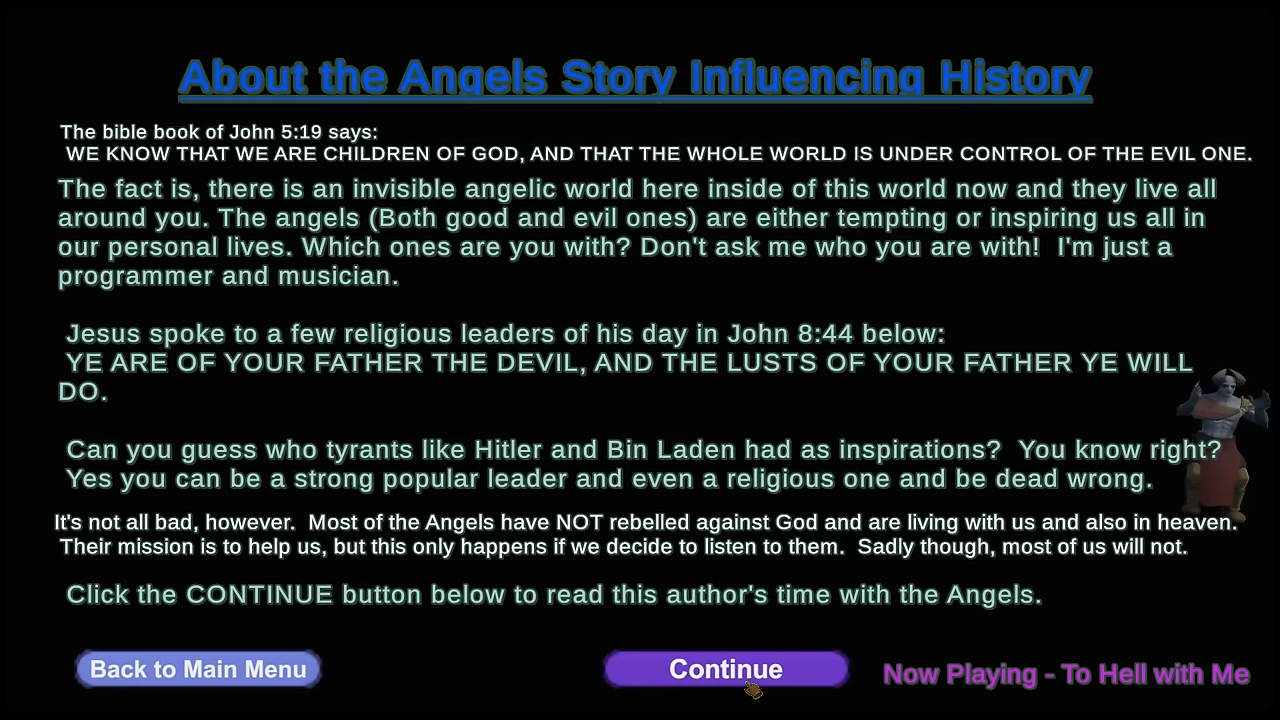 About the Angels Story Influencing History
The bible book of John 5:19 says:
WE KNOW THAT WE ARE CHILDREN OF GOD, AND THAT THE WHOLE WORLD IS UNDER CONTROL OF THE EVIL ONE.
The fact is, there is an invisible angelic world here inside of this world now and they live all
around you. The angels (Both good and evil ones) are either tempting or inspiring us all in
our personal lives. Which ones are you with? Don't ask me who you are with!  I'm just a
programmer and musician.
Jesus spoke to a few religious leaders of his day in John 8:44 below:
YE ARE OF YOUR FATHER THE DEVIL, AND THE LUSTS OF YOUR FATHER YE WILL
DO.
Can you guess who tyrants like Hitler and Bin Laden had as inspirations?  You know right?
Yes you can be a strong popular leader and even a religious one and be dead wrong.
It's not all bad, however.  Most of the Angels have NOT rebelled against God and are living with us and also in heaven.
Their mission is to help us, but this only happens if we decide to listen to them.  Sadly though, most of us will not.
Click the CONTINUE button below to read this author's time with the Angels.
Back to Main Menu
Continue
Now Playing - To Hell with Me